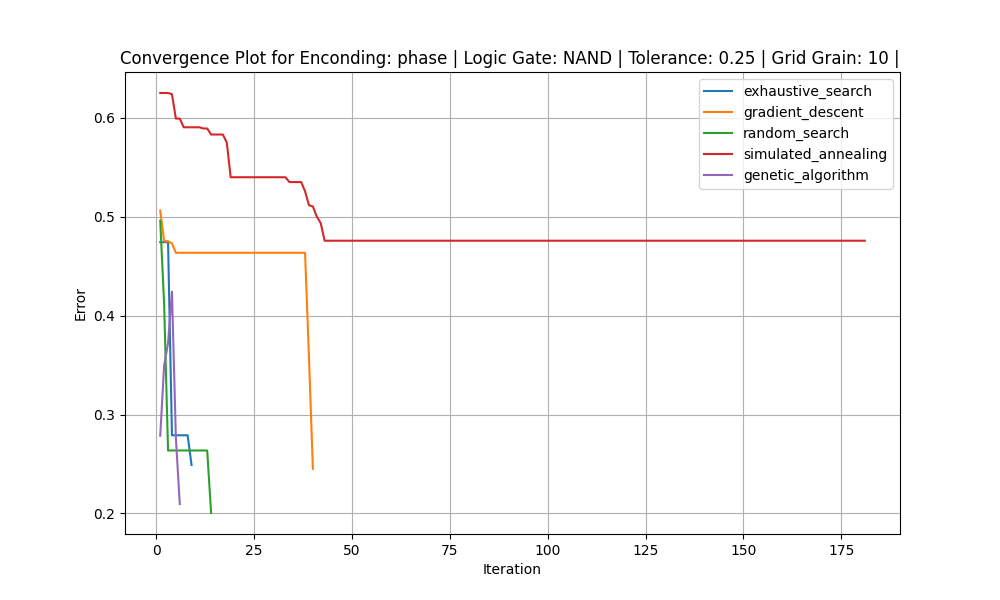 Convergence Plot for Enconding: phase | Logic Gate: NAND | Tolerance: 0.25 | Grid Grain: 10 |
exhaustive_search
gradient_descent
random_search
simulated_annealing
genetic_algorithm
Error
0.6
0.5
0.4
0.3
0.2
0 25 50 75 100 125 150 175
Iteration